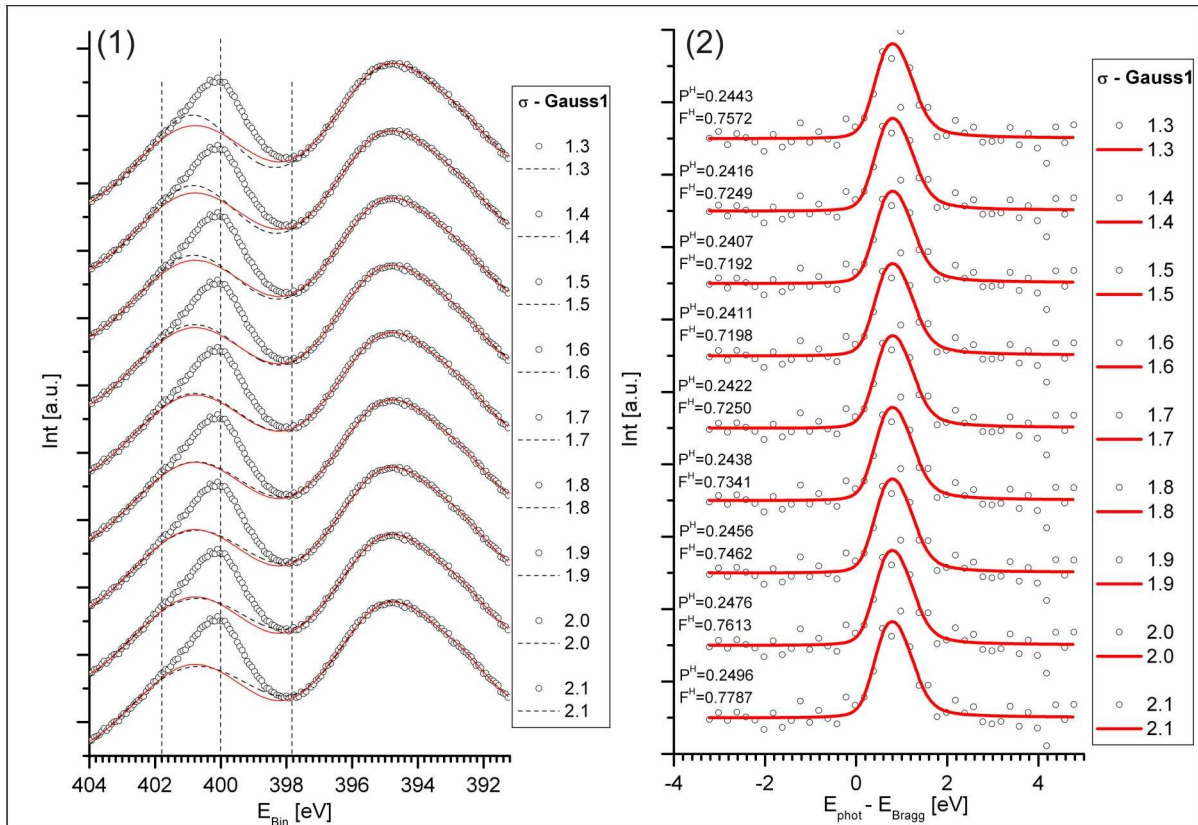 (1)
Int [a.u.]
404 402 400 398 396 394 392
E_Bin [eV]
σ - Gauss1
1.3
1.3
1.4
1.4
1.5
1.5
1.6
1.6
1.7
1.7
1.8
1.8
1.9
1.9
2.0
2.0
2.1
2.1
(2)
Int [a.u.]
P^H=0.2443
F^H=0.7572
P^H=0.2416
F^H=0.7249
P^H=0.2407
F^H=0.7192
P^H=0.2411
F^H=0.7198
P^H=0.2422
F^H=0.7250
P^H=0.2438
F^H=0.7341
P^H=0.2456
F^H=0.7462
P^H=0.2476
F^H=0.7613
P^H=0.2496
F^H=0.7787
-4 -2 0 2 4
E_phot - E_Bragg [eV]
σ - Gauss1
1.3
1.3
1.4
1.4
1.5
1.5
1.6
1.6
1.7
1.7
1.8
1.8
1.9
1.9
2.0
2.0
2.1
2.1